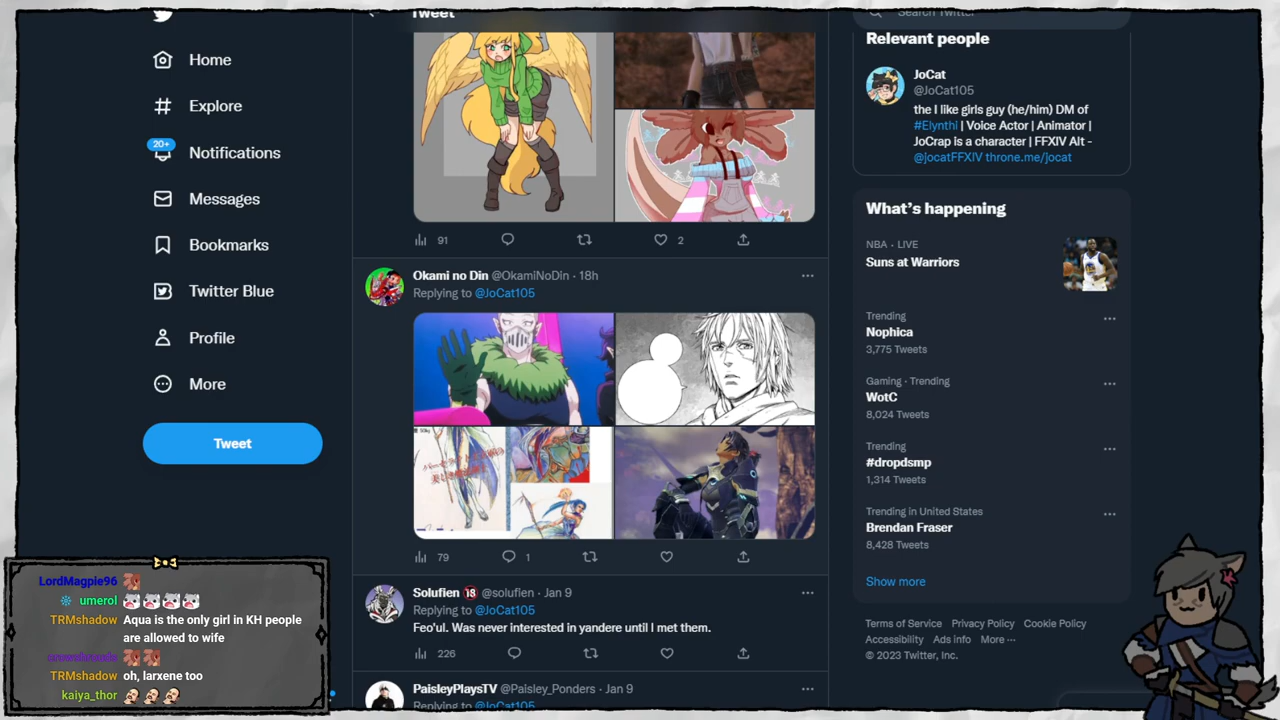 Tweet
Home
Explore
20+
Notifications
Messages
Bookmarks
Twitter Blue
Profile
More
Tweet
91
2
Okami no Din @OkamiNoDin · 18h
Replying to @JoCat105
79
1
Solufien 🔞 @solufien · Jan 9
Replying to @JoCat105
Feo'ul. Was never interested in yandere until I met them.
226
PaisleyPlaysTV @Paisley_Ponders · Jan 9
Replying to @JoCat105
Search Twitter
Relevant people
JoCat
@JoCat105
the I like girls guy (he/him) DM of
#Elynthi | Voice Actor | Animator |
JoCrap is a character | FFXIV Alt -
@jocatFFXIV throne.me/jocat
What's happening
NBA · LIVE
Suns at Warriors
Trending
Nophica
3,775 Tweets
Gaming · Trending
WotC
8,024 Tweets
Trending
#dropdsmp
1,314 Tweets
Trending in United States
Brendan Fraser
8,428 Tweets
Show more
Terms of Service Privacy Policy Cookie Policy
Accessibility Ads info More ···
© 2023 Twitter, Inc.
LordMagpie96
umerol
TRMshadow Aqua is the only girl in KH people
are allowed to wife
TRMshadow oh, larxene too
kaiya_thor